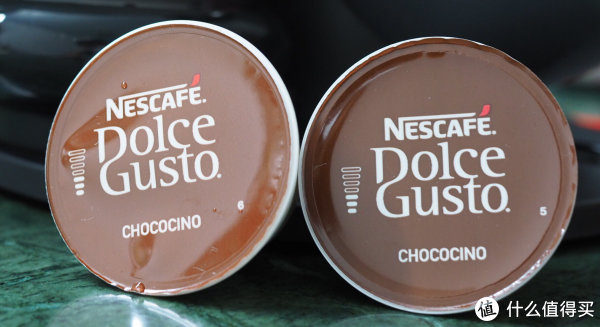 NESCAFÉ.
Dolce
Gusto.
6
CHOCOCINO
NESCAFÉ.
Dolce
Gusto.
5
CHOCOCINO
值 什么值得买